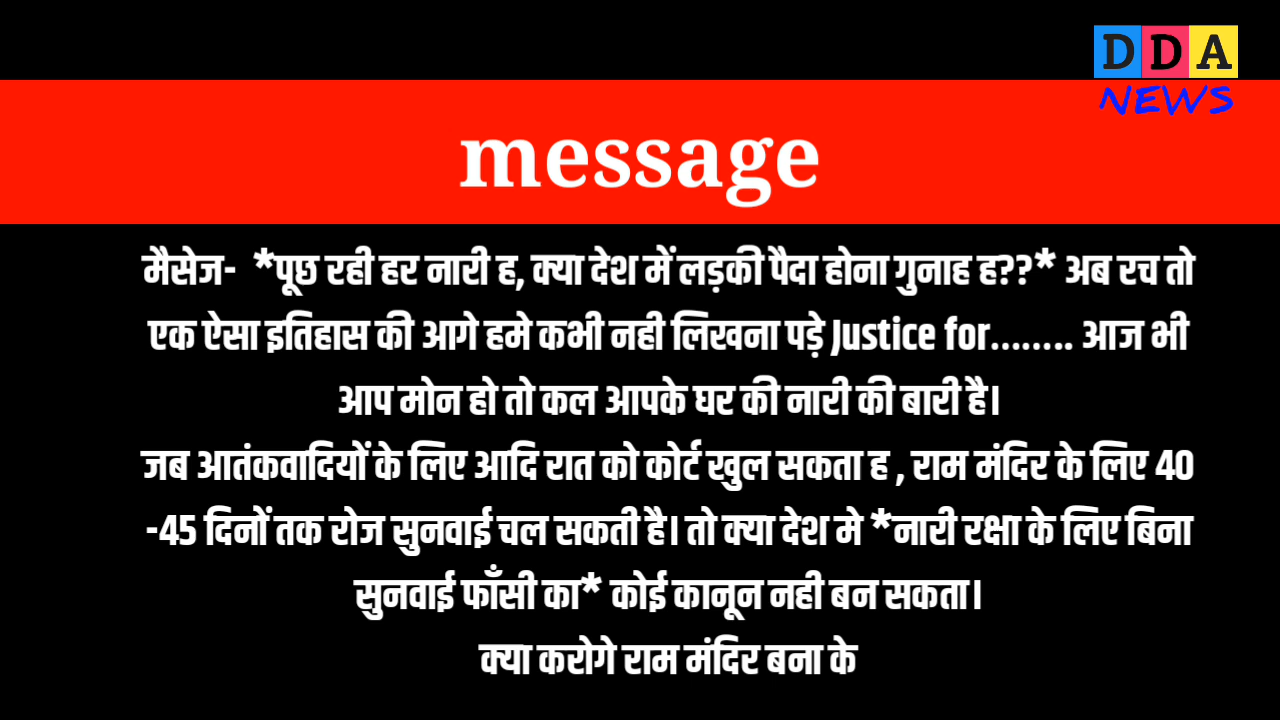 DDA
NEWS
message
मैसेज- *पूछ रही हर नारी ह, क्या देश में लड़की पैदा होना गुनाह ह??* अब रच तो
एक ऐसा इतिहास की आगे हमे कभी नही लिखना पड़े Justice for........ आज भी
आप मोन हो तो कल आपके घर की नारी की बारी है।
जब आतंकवादियों के लिए आदि रात को कोर्ट खुल सकता ह , राम मंदिर के लिए 40
-45 दिनों तक रोज सुनवाई चल सकती है। तो क्या देश मे *नारी रक्षा के लिए बिना
सुनवाई फाँसी का* कोई कानून नही बन सकता।
क्या करोगे राम मंदिर बना के